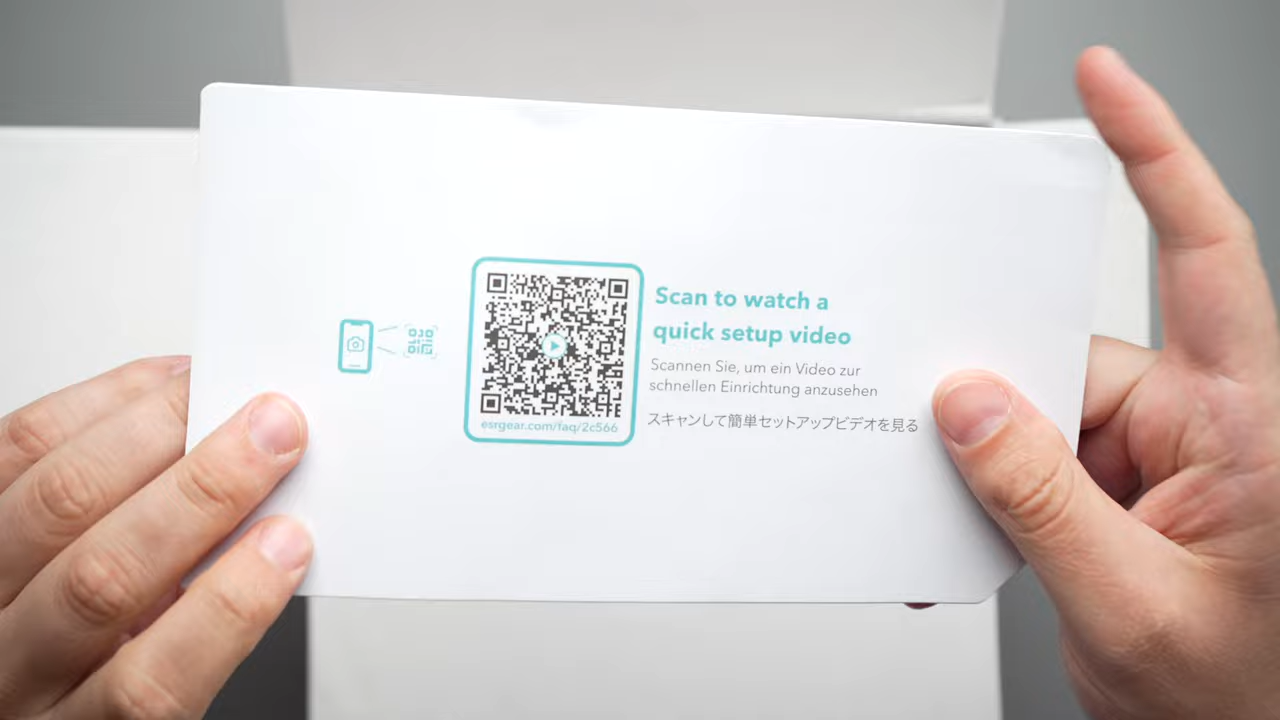 esrgear.com/faq/2c566
Scan to watch a
quick setup video
Scannen Sie, um ein Video zur
schnellen Einrichtung anzusehen
スキャンして簡単セットアップビデオを見る